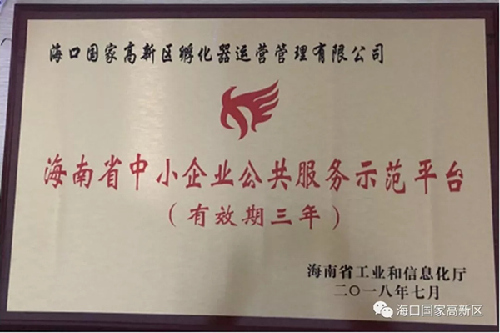 海口国家高新区孵化器运营管理有限公司
海南省中小企业公共服务示范平台
(有效期三年)
海南省工业和信息化厅
二〇一八年七月
海口国家高新区